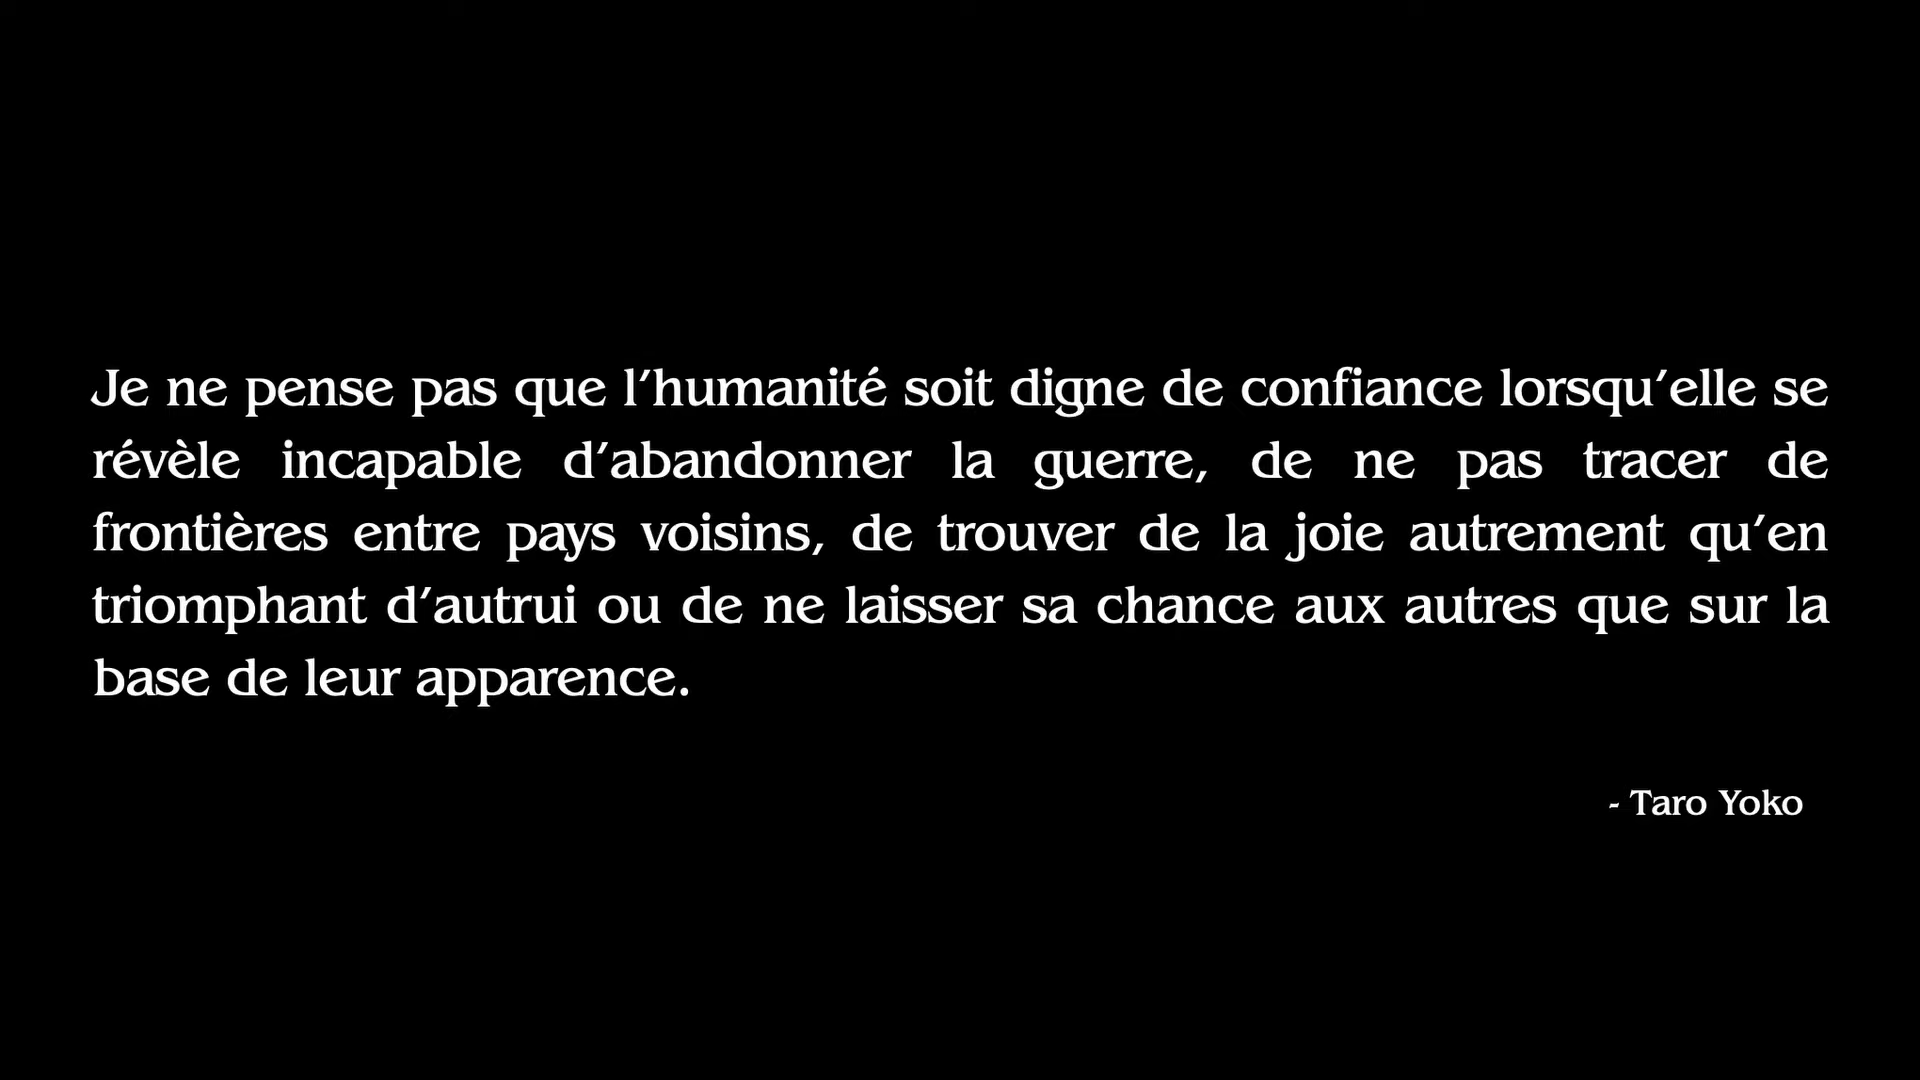 Je ne pense pas que l’humanité soit digne de confiance lorsqu’elle se
révèle incapable d’abandonner la guerre, de ne pas tracer de
frontières entre pays voisins, de trouver de la joie autrement qu’en
triomphant d’autrui ou de ne laisser sa chance aux autres que sur la
base de leur apparence.
- Taro Yoko